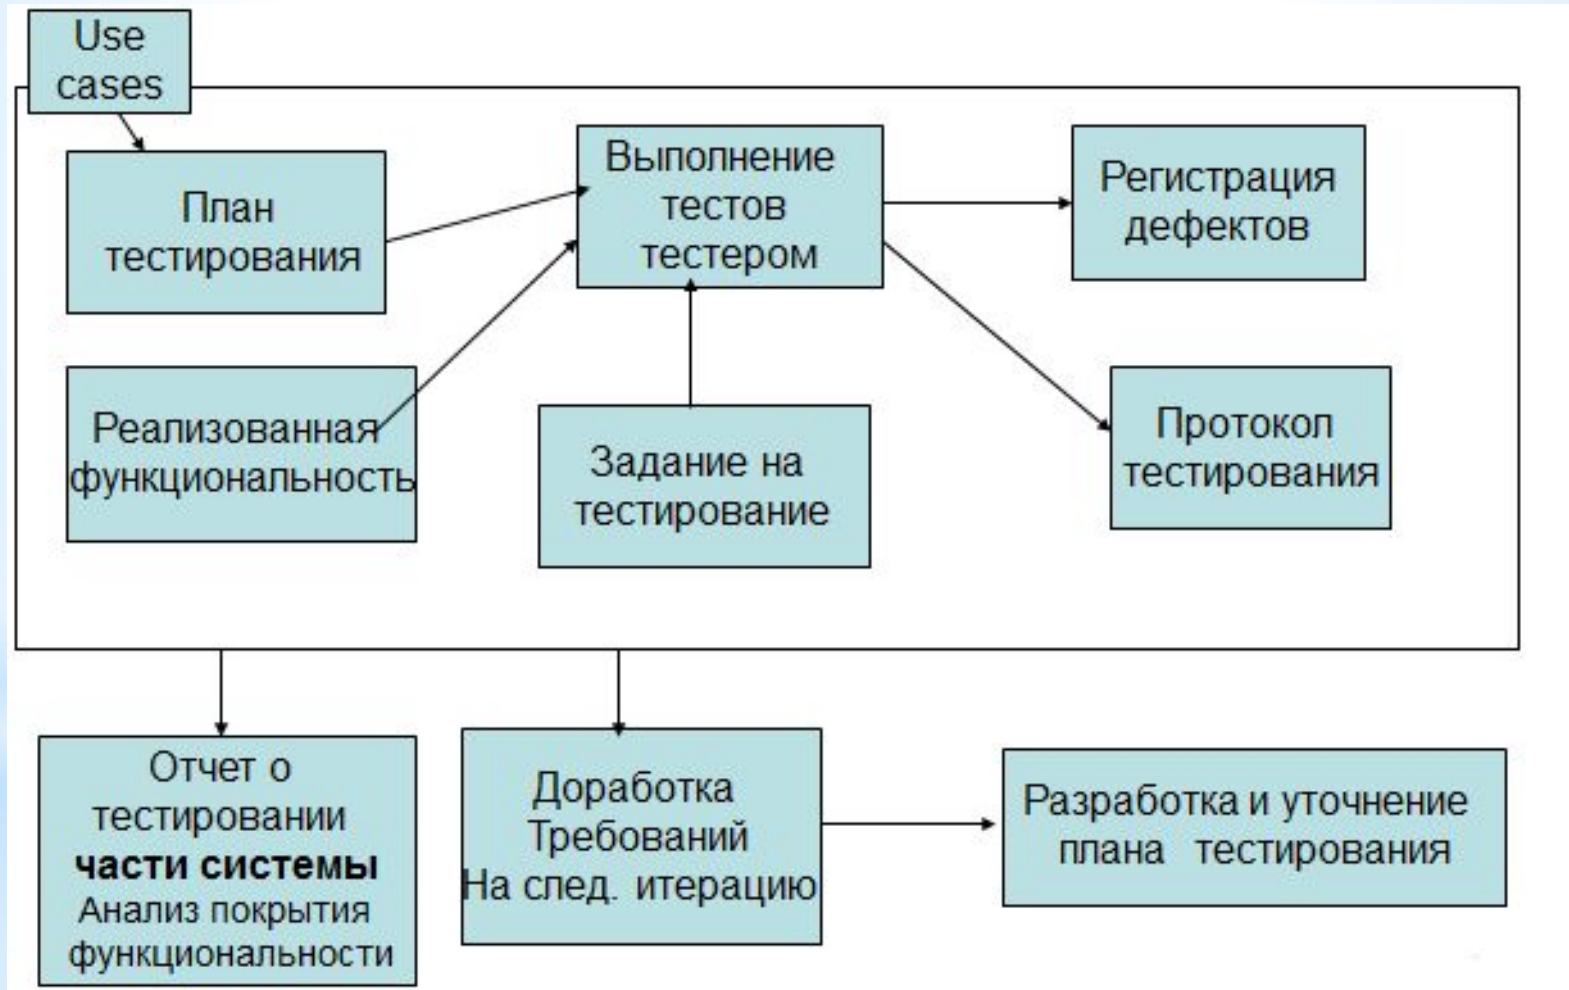 Use
cases
План
тестирования
Выполнение
тестов
тестером
Регистрация
дефектов
Реализованная
функциональность
Задание на
тестирование
Протокол
тестирования
Отчет о
тестировании
части системы
Анализ покрытия
функциональности
Доработка
Требований
На след. итерацию
Разработка и уточнение
плана тестирования